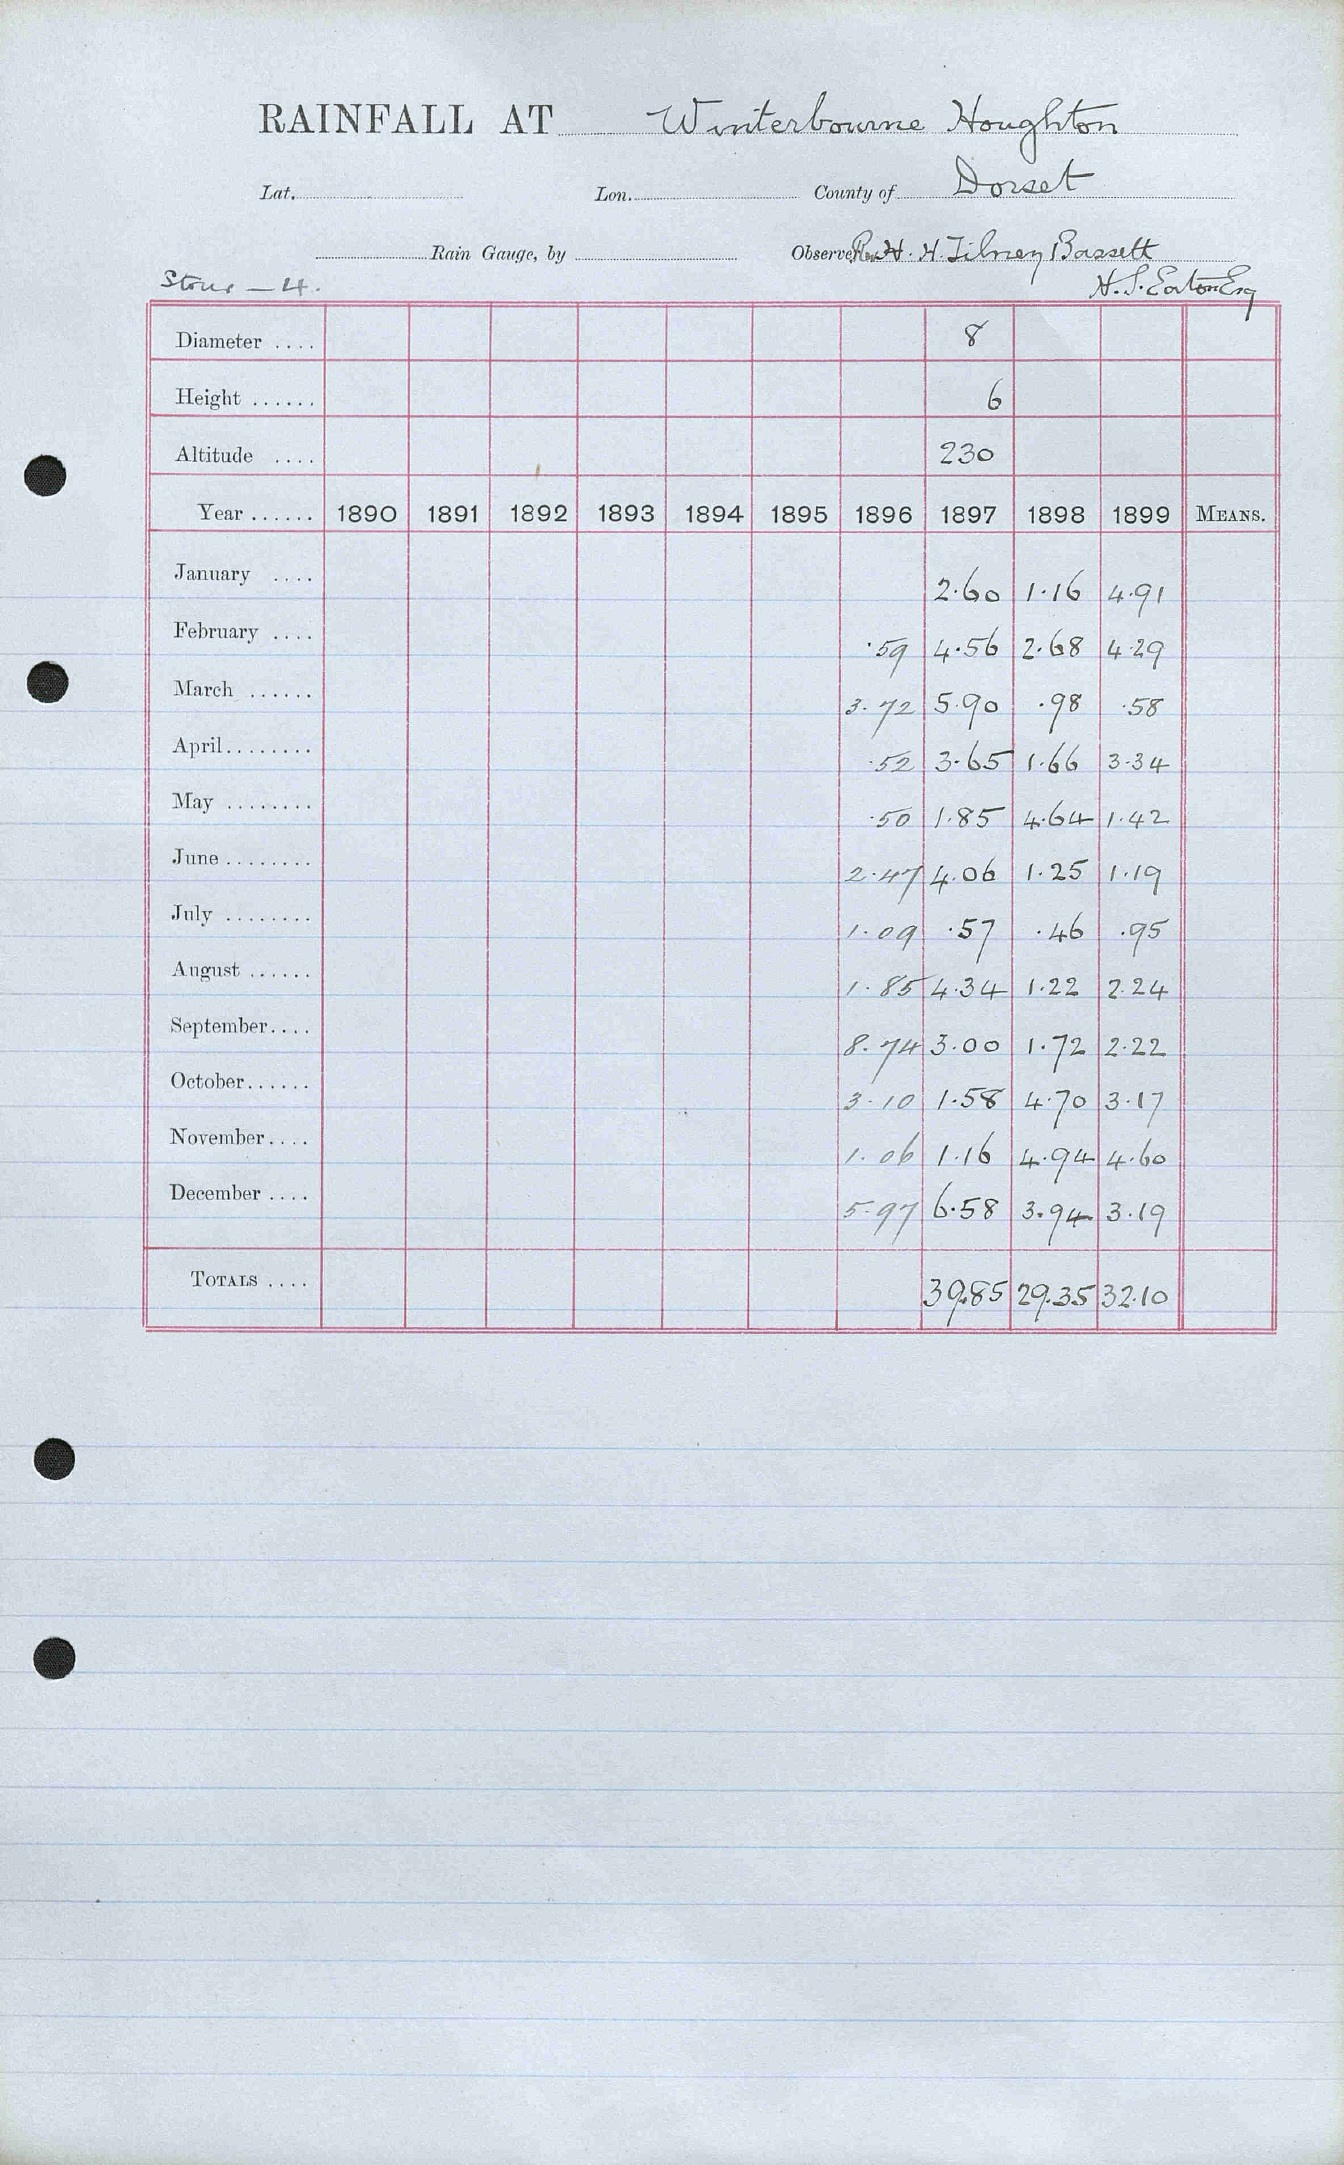 RAINFALL AT Winterbourne Houghton
Lat. Lon. County of Dorset
Rain Gauge, by Observer Rev H. H. Tilney Bassett
Stour — 4. H. S. Eaton Esq
Diameter .... 8
Height ...... 6
Altitude .... 230
Year ...... 1890 1891 1892 1893 1894 1895 1896 1897 1898 1899 MEANS.
January .... 2.60 1.16 4.91
February .... .59 4.56 2.68 4.29
March ...... 3.72 5.90 .98 .58
April........ .52 3.65 1.66 3.34
May ........ .50 1.85 4.64 1.42
June ........ 2.47 4.06 1.25 1.19
July ........ 1.09 .57 .46 .95
August ...... 1.85 4.34 1.22 2.24
September.... 8.74 3.00 1.72 2.22
October...... 3.10 1.58 4.70 3.17
November.... 1.06 1.16 4.94 4.60
December .... 5.97 6.58 3.94 3.19
TOTALS .... 39.85 29.35 32.10